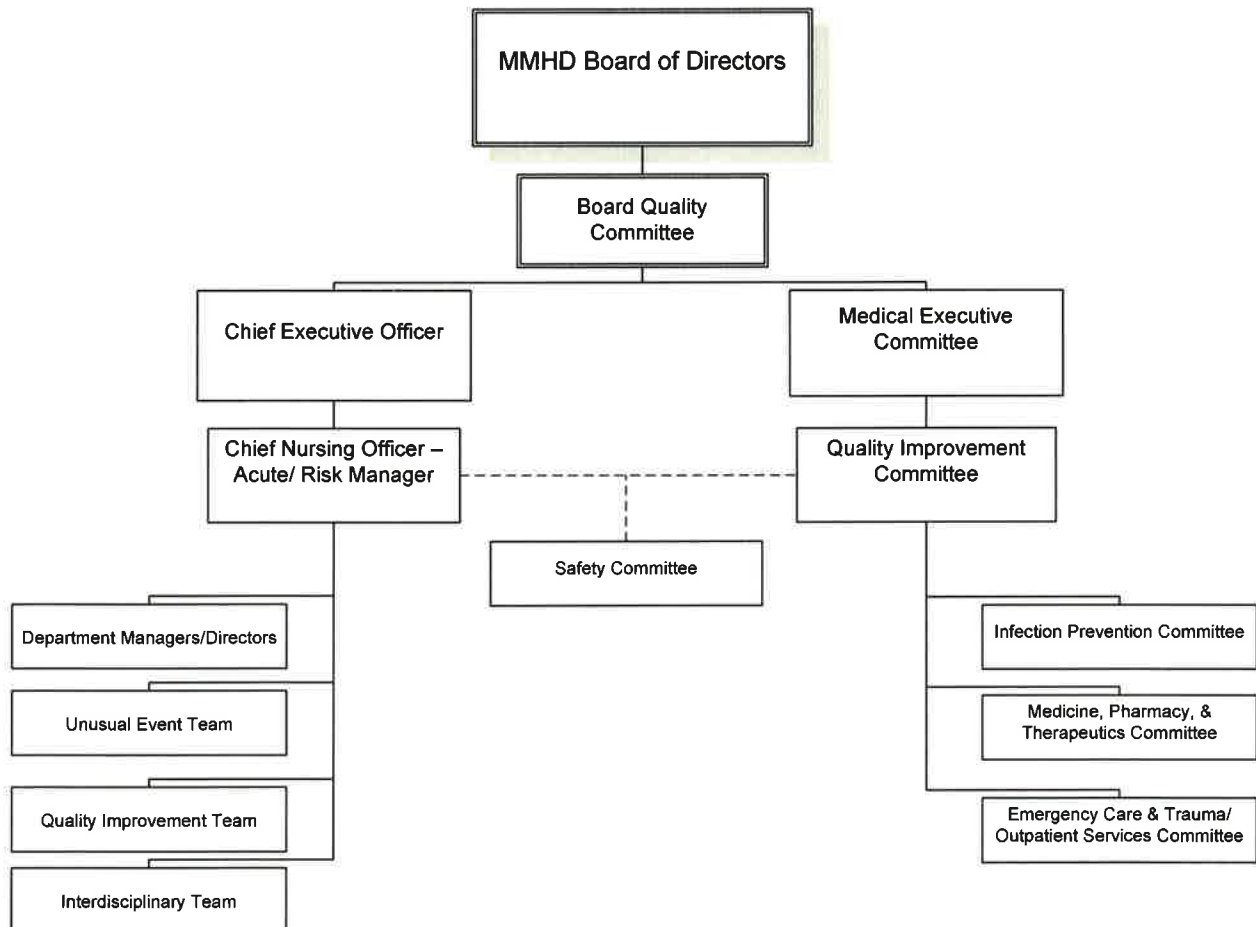 MMHD Board of Directors
Board Quality
Committee
Chief Executive Officer
Medical Executive
Committee
Chief Nursing Officer –
Acute/ Risk Manager
Quality Improvement
Committee
Safety Committee
Department Managers/Directors
Unusual Event Team
Quality Improvement Team
Interdisciplinary Team
Infection Prevention Committee
Medicine, Pharmacy, &
Therapeutics Committee
Emergency Care & Trauma/
Outpatient Services Committee